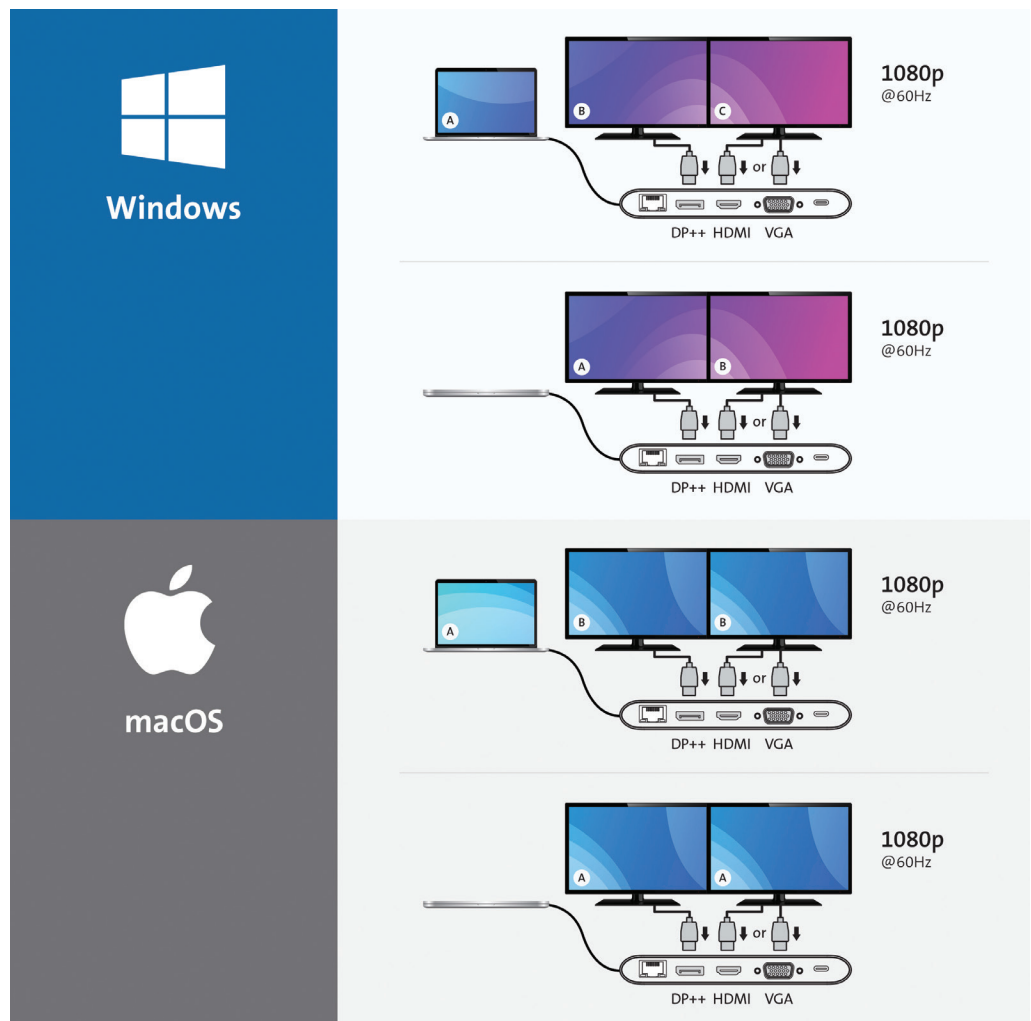 Windows
A
B
C
1080p
@60Hz
or
DP++ HDMI VGA
A
B
1080p
@60Hz
or
DP++ HDMI VGA
macOS
A
B
B
1080p
@60Hz
or
DP++ HDMI VGA
A
A
1080p
@60Hz
or
DP++ HDMI VGA